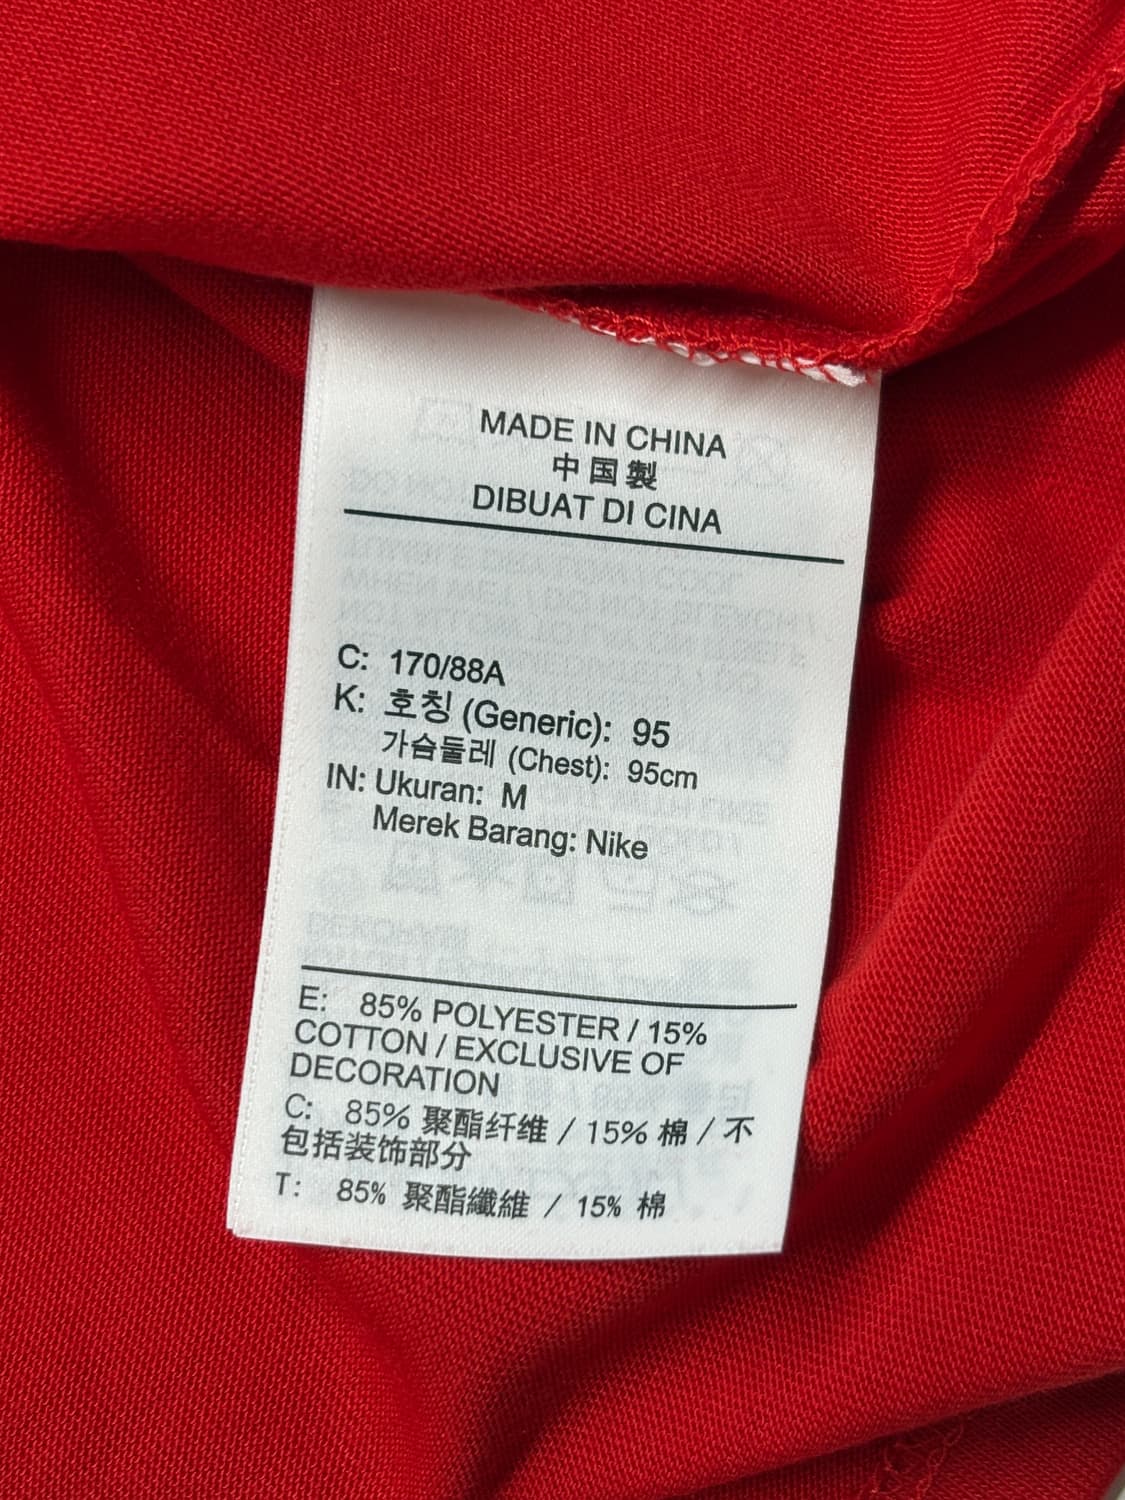 MADE IN CHINA
中国製
DIBUAT DI CINA
C: 170/88A
K: 호칭 (Generic): 95
가슴둘레 (Chest): 95cm
IN: Ukuran: M
Merek Barang: Nike
E: 85% POLYESTER / 15%
COTTON / EXCLUSIVE OF
DECORATION
C: 85% 聚酯纤维 / 15% 棉 / 不
包括装饰部分
T: 85% 聚酯纖維 / 15% 棉